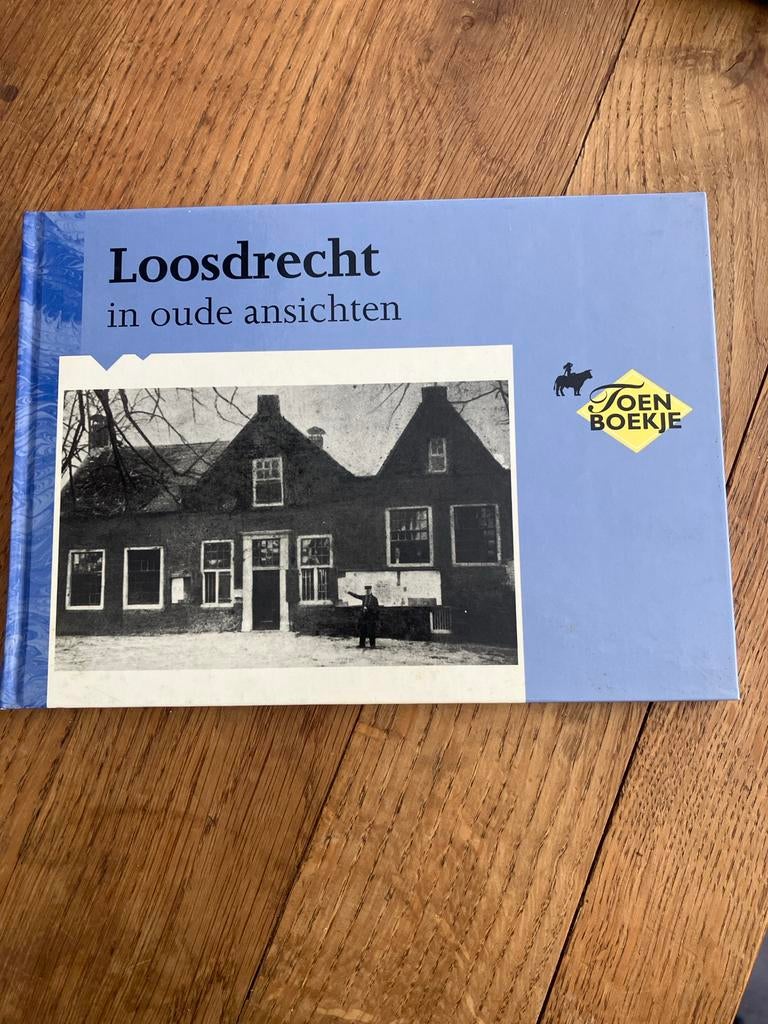 Loosdrecht
in oude ansichten
TOEN
BOEKJE